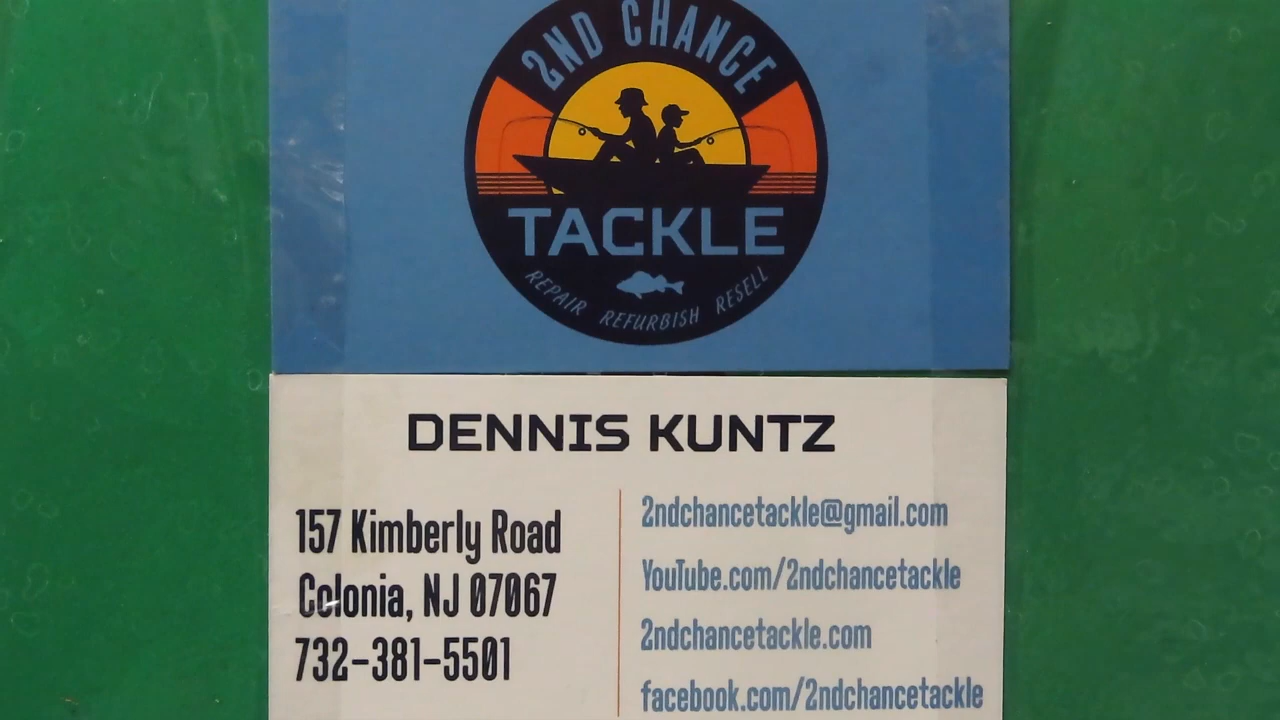 2ND CHANCE
TACKLE
REPAIR REFURBISH RESELL
DENNIS KUNTZ
157 Kimberly Road
Colonia, NJ 07067
732-381-5501
2ndchancetackle@gmail.com
YouTube.com/2ndchancetackle
2ndchancetackle.com
facebook.com/2ndchancetackle